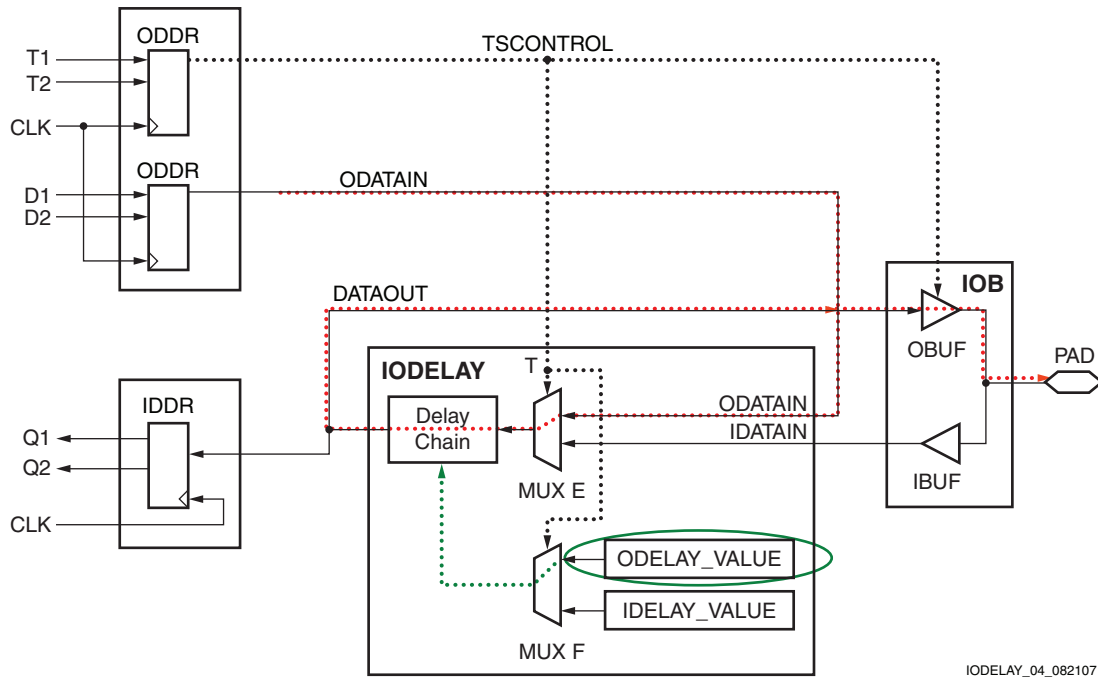 ODDR
TSCONTROL
T1
T2
CLK
ODDR
D1
D2
ODATAIN
IOB
DATAOUT
OBUF
PAD
IODELAY
T
IDDR
Delay
Chain
ODATAIN
Q1
IDATAIN
Q2
IBUF
MUX E
CLK
ODELAY_VALUE
IDELAY_VALUE
MUX F
IODELAY_04_082107